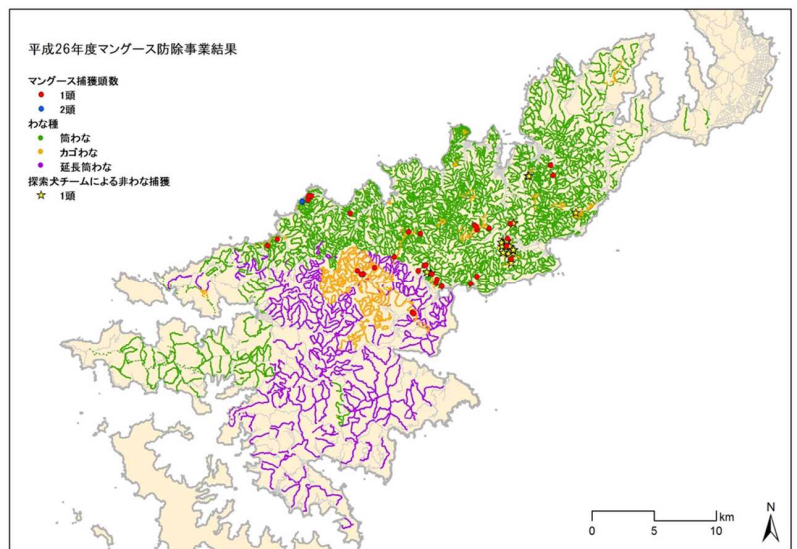 平成26年度マングース防除事業結果
マングース捕獲頭数
1頭
2頭
わな種
筒わな
カゴわな
延長筒わな
探索犬チームによる非わな捕獲
1頭
N
km
0 5 10